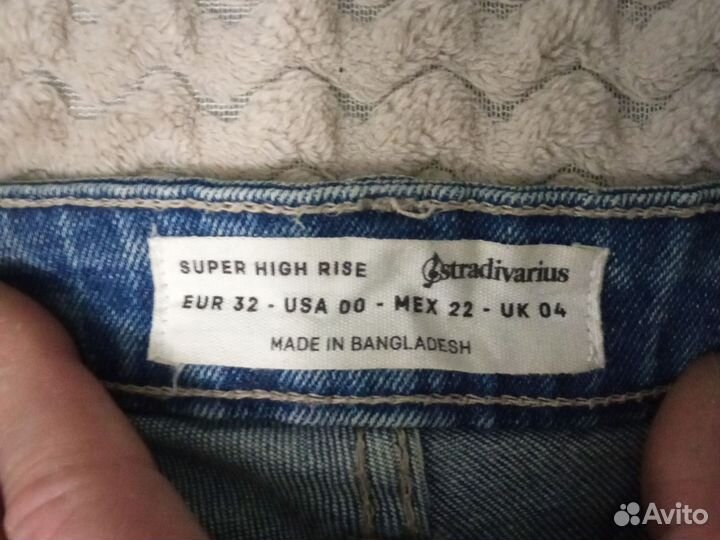 SUPER HIGH RISE stradivarius
EUR 32 - USA 00 - MEX 22 - UK 04
MADE IN BANGLADESH
Avito